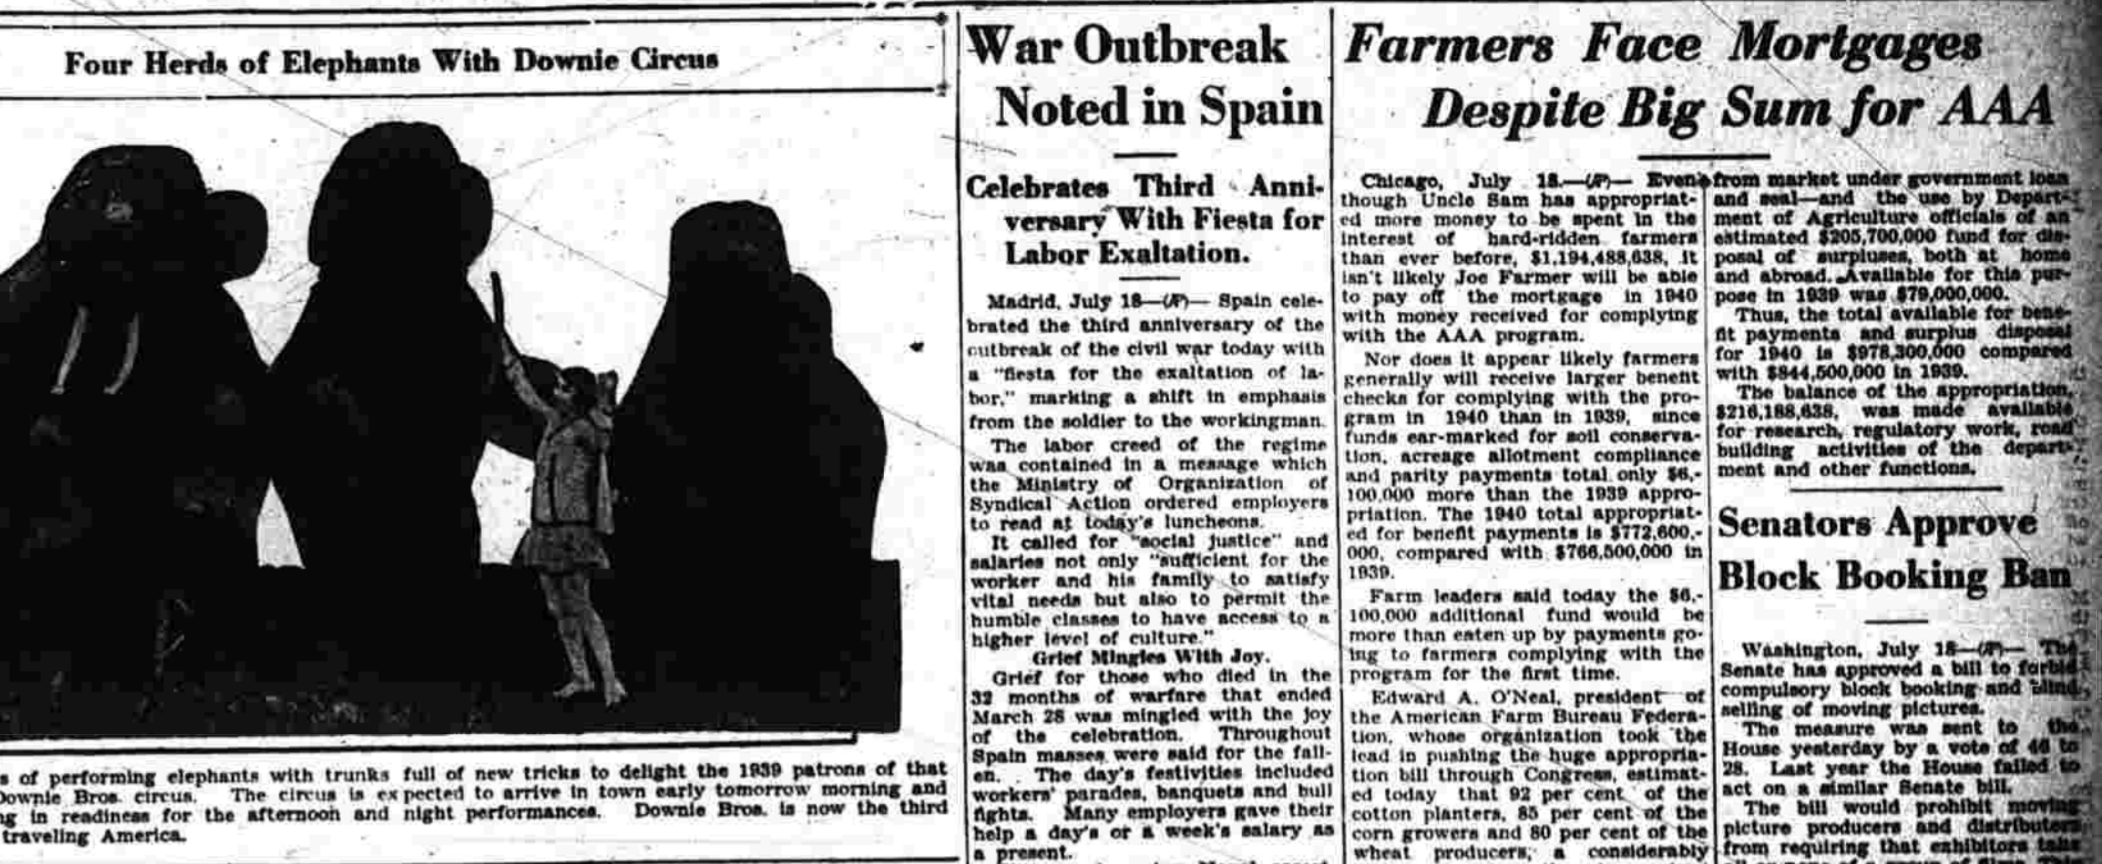 Four Herds of Elephants With Downie Circus
s of performing elephants with trunks full of new tricks to delight the 1939 patrons of that
Downie Bros. circus. The circus is expected to arrive in town early tomorrow morning and
ng in readiness for the afternoon and night performances. Downie Bros. is now the third
traveling America.
War Outbreak
Noted in Spain
Celebrates Third Anni-
versary With Fiesta for
Labor Exaltation.
Madrid, July 18—(AP)— Spain cele-
brated the third anniversary of the
outbreak of the civil war today with
a "fiesta for the exaltation of la-
bor," marking a shift in emphasis
from the soldier to the workingman.
The labor creed of the regime
was contained in a message which
the Ministry of Organization of
Syndical Action ordered employers
to read at today's luncheons.
It called for "social justice" and
salaries not only "sufficient for the
worker and his family to satisfy
vital needs but also to permit the
humble classes to have access to a
higher level of culture."
Grief Mingles With Joy.
Grief for those who died in the
32 months of warfare that ended
March 28 was mingled with the joy
of the celebration. Throughout
Spain masses were said for the fall-
en. The day's festivities included
workers' parades, banquets and bull
fights. Many employers gave their
help a day's or a week's salary as
a present.
Farmers Face Mortgages
Despite Big Sum for AAA
Chicago, July 18.—(AP)— Even
though Uncle Sam has appropriat-
ed more money to be spent in the
interest of hard-ridden farmers
than ever before, $1,194,488,638, it
isn't likely Joe Farmer will be able
to pay off the mortgage in 1940
with money received for complying
with the AAA program.
Nor does it appear likely farmers
generally will receive larger benefit
checks for complying with the pro-
gram in 1940 than in 1939, since
funds ear-marked for soil conserva-
tion, acreage allotment compliance
and parity payments total only $6,-
100,000 more than the 1939 appro-
priation. The 1940 total appropriat-
ed for benefit payments is $772,600,-
000, compared with $766,500,000 in
1939.
Farm leaders said today the $6,-
100,000 additional fund would be
more than eaten up by payments go-
ing to farmers complying with the
program for the first time.
Edward A. O'Neal, president of
the American Farm Bureau Federa-
tion, whose organization took the
lead in pushing the huge appropria-
tion bill through Congress, estimat-
ed today that 92 per cent of the
cotton planters, 85 per cent of the
corn growers and 80 per cent of the
wheat producers, a considerably
from market under government loan
and seal—and the use by Depart-
ment of Agriculture officials of an
estimated $205,700,000 fund for dis-
posal of surpluses, both at home
and abroad. Available for this pur-
pose in 1939 was $79,000,000.
Thus, the total available for bene-
fit payments and surplus disposal
for 1940 is $978,300,000 compared
with $844,500,000 in 1939.
The balance of the appropriation,
$216,188,638, was made available
for research, regulatory work, road
building activities of the depart-
ment and other functions.
Senators Approve
Block Booking Ban
Washington, July 18—(AP)— The
Senate has approved a bill to forbid
compulsory block booking and blind
selling of moving pictures.
The measure was sent to the
House yesterday by a vote of 46 to
28. Last year the House failed to
act on a similar Senate bill.
The bill would prohibit moving
picture producers and distributors
from requiring that exhibitors take